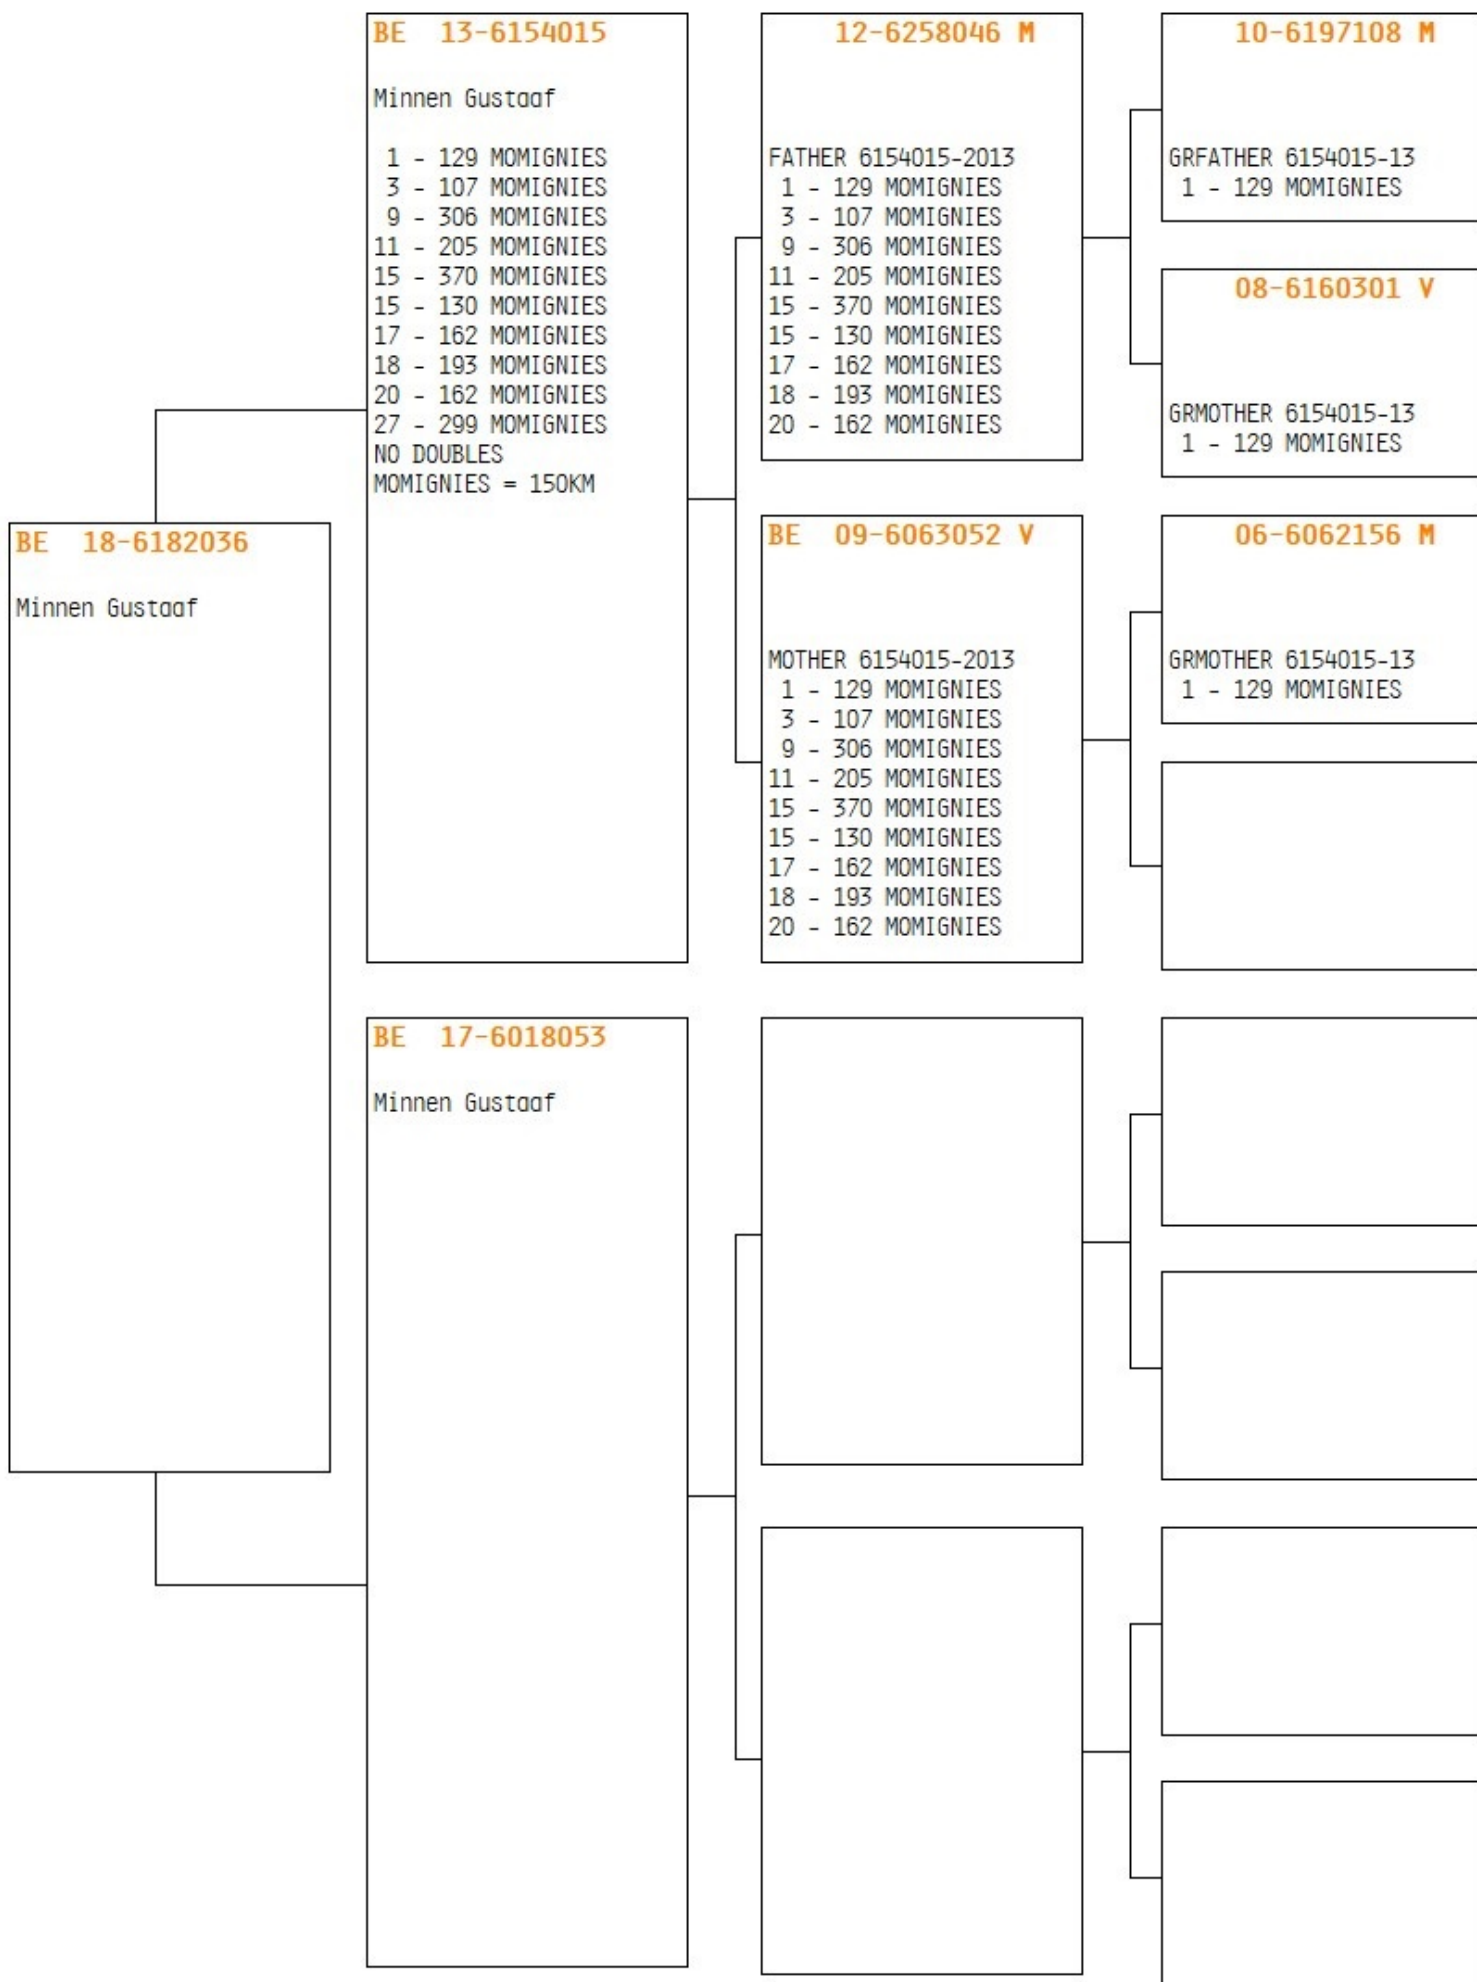 BE 18-6182036
Minnen Gustaaf
BE 13-6154015
Minnen Gustaaf
1 - 129 MOMIGNIES
3 - 107 MOMIGNIES
9 - 306 MOMIGNIES
11 - 205 MOMIGNIES
15 - 370 MOMIGNIES
15 - 130 MOMIGNIES
17 - 162 MOMIGNIES
18 - 193 MOMIGNIES
20 - 162 MOMIGNIES
27 - 299 MOMIGNIES
NO DOUBLES
MOMIGNIES = 150KM
BE 17-6018053
Minnen Gustaaf
12-6258046 M
FATHER 6154015-2013
1 - 129 MOMIGNIES
3 - 107 MOMIGNIES
9 - 306 MOMIGNIES
11 - 205 MOMIGNIES
15 - 370 MOMIGNIES
15 - 130 MOMIGNIES
17 - 162 MOMIGNIES
18 - 193 MOMIGNIES
20 - 162 MOMIGNIES
BE 09-6063052 V
MOTHER 6154015-2013
1 - 129 MOMIGNIES
3 - 107 MOMIGNIES
9 - 306 MOMIGNIES
11 - 205 MOMIGNIES
15 - 370 MOMIGNIES
15 - 130 MOMIGNIES
17 - 162 MOMIGNIES
18 - 193 MOMIGNIES
20 - 162 MOMIGNIES
10-6197108 M
GRFATHER 6154015-13
1 - 129 MOMIGNIES
08-6160301 V
GRMOTHER 6154015-13
1 - 129 MOMIGNIES
06-6062156 M
GRMOTHER 6154015-13
1 - 129 MOMIGNIES